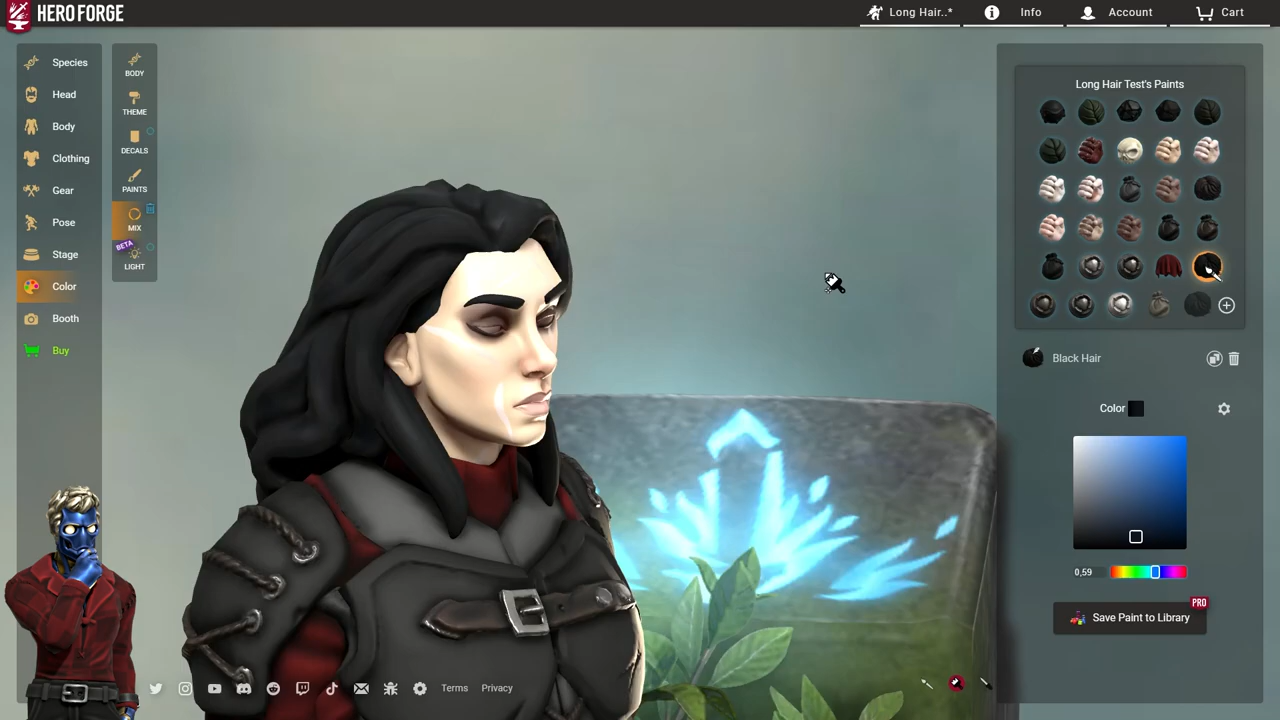 HERO FORGE
Long Hair..*
Info
Account
Cart
Species
Head
Body
Clothing
Gear
Pose
Stage
Color
Booth
Buy
BODY
THEME
DECALS
PAINTS
MIX
BETA
LIGHT
Long Hair Test's Paints
Black Hair
Color
0,59
PRO
Save Paint to Library
Terms
Privacy